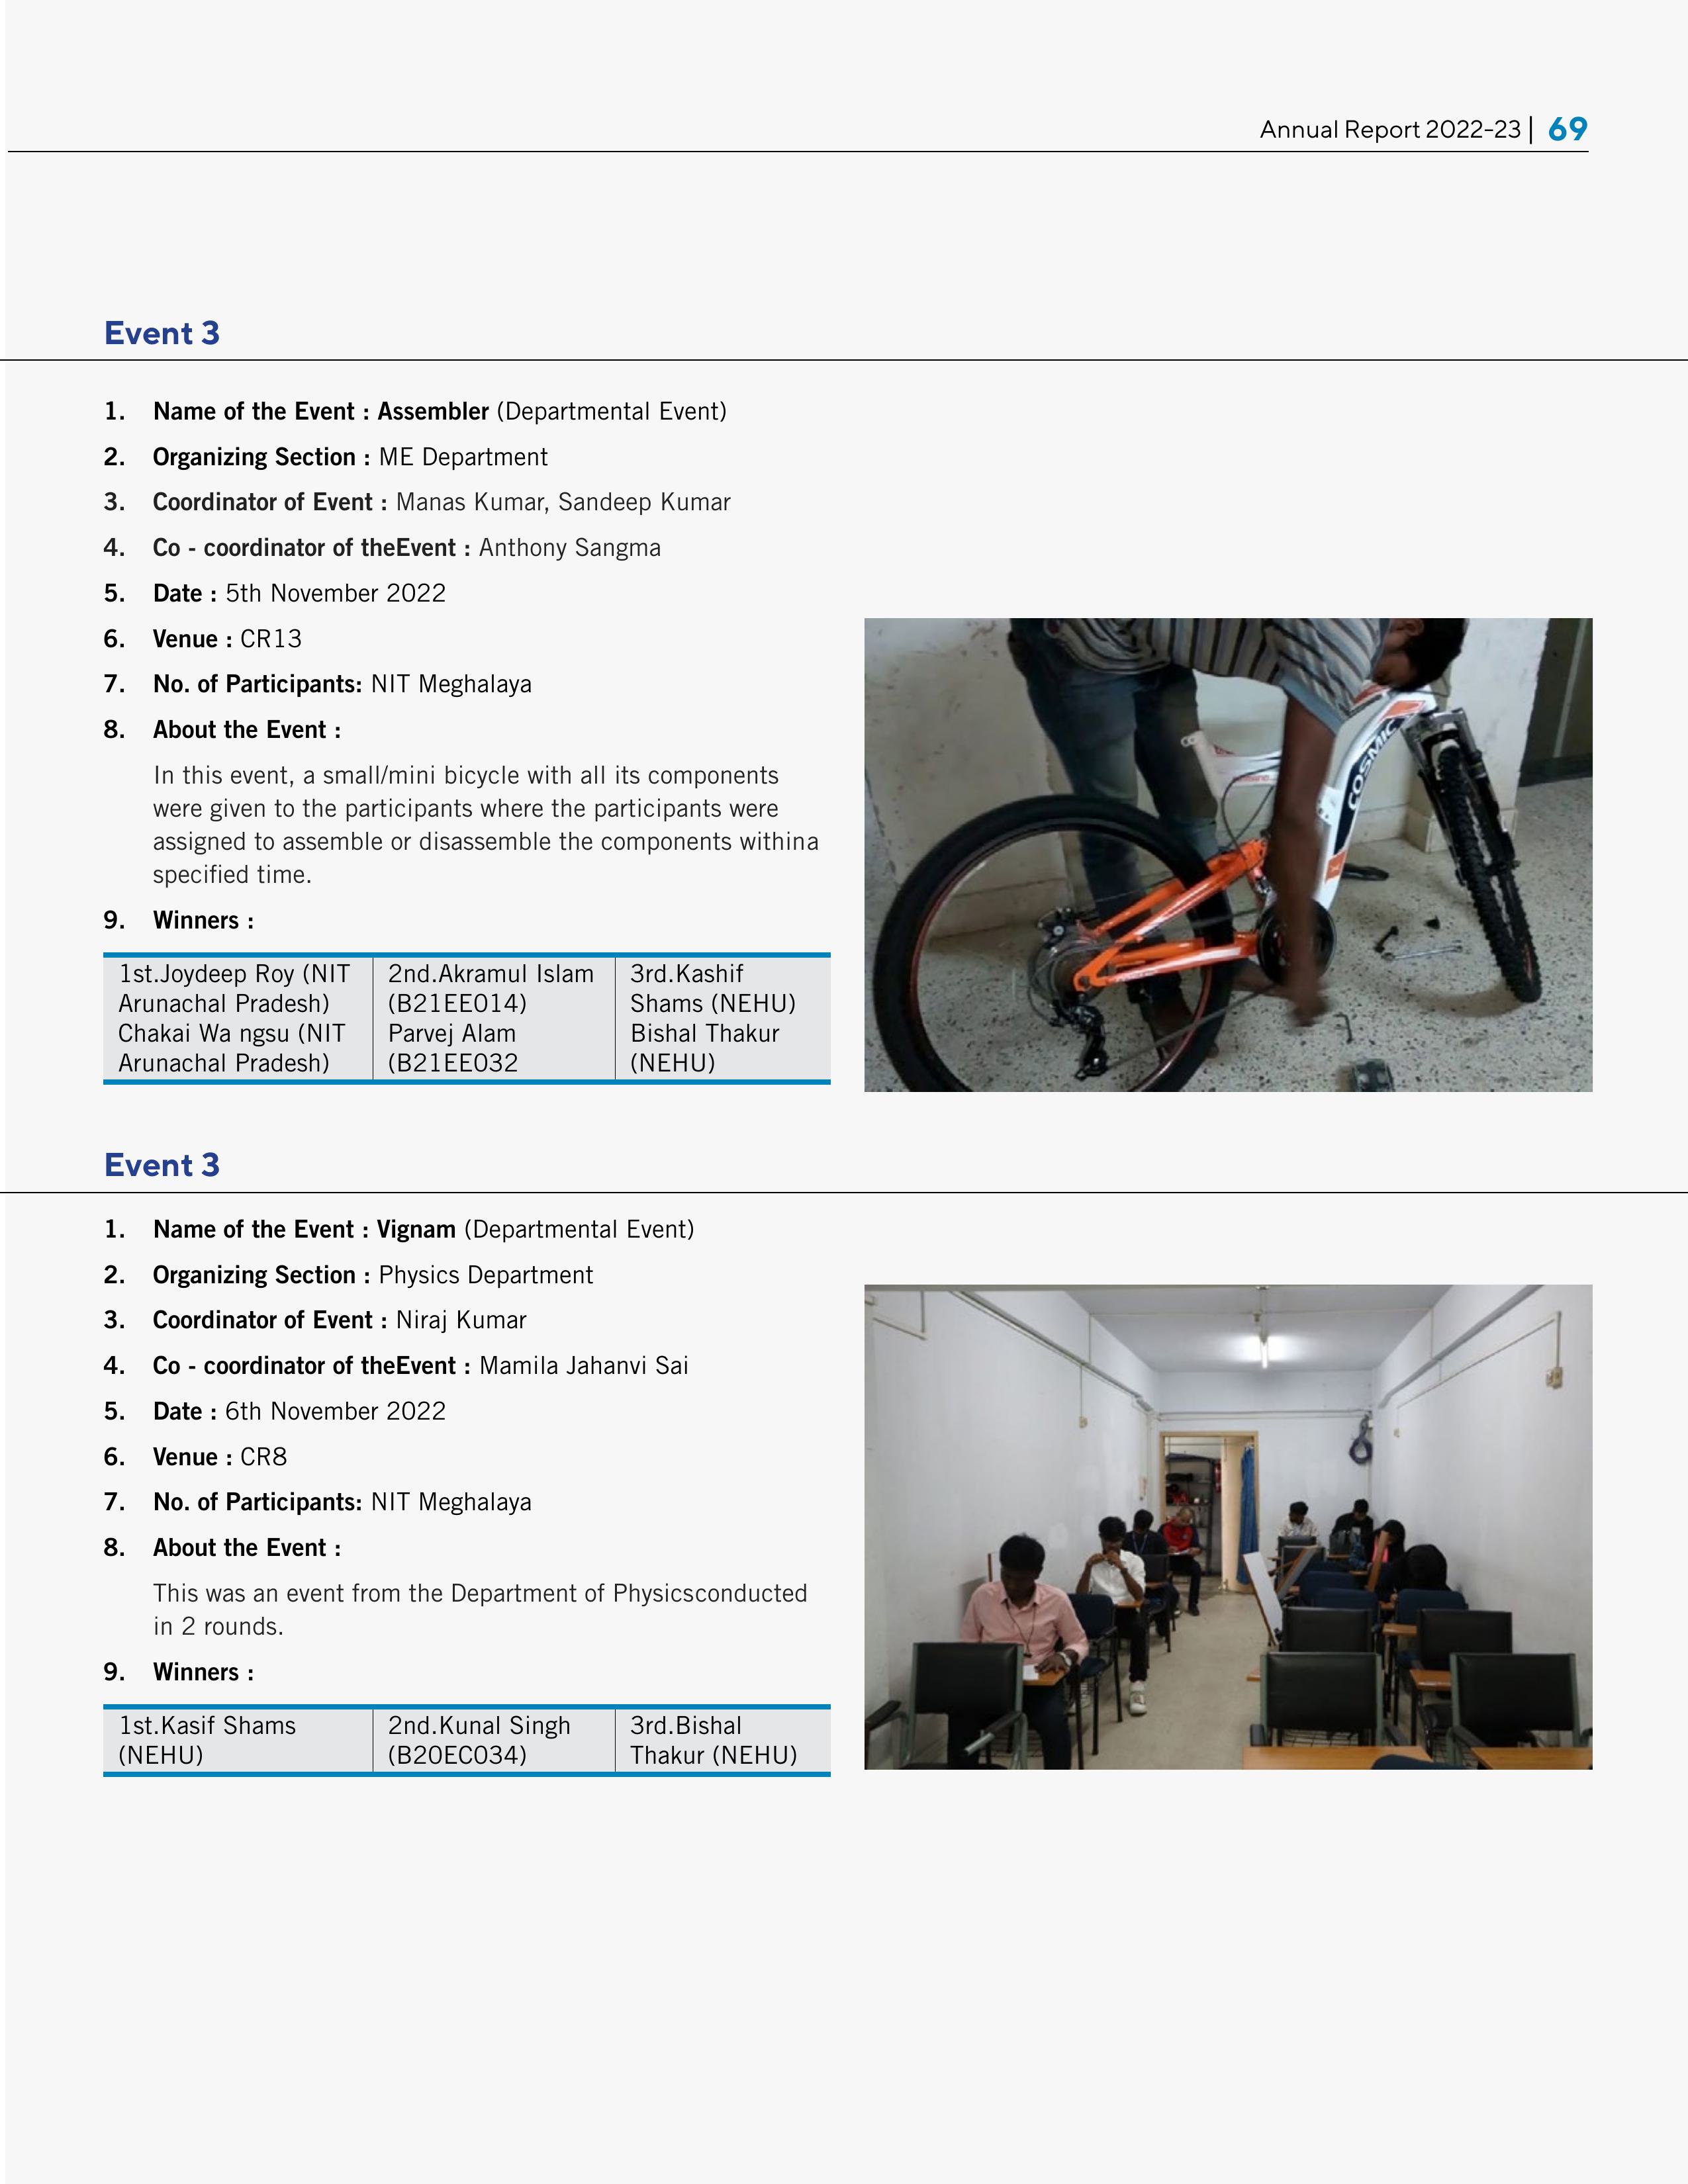 Annual Report 2022-23 | 69
Event 3
1. Name of the Event : Assembler (Departmental Event)
2. Organizing Section : ME Department
3. Coordinator of Event : Manas Kumar, Sandeep Kumar
4. Co - coordinator of theEvent : Anthony Sangma
5. Date : 5th November 2022
6. Venue : CR13
7. No. of Participants: NIT Meghalaya
8. About the Event :
In this event, a small/mini bicycle with all its components
were given to the participants where the participants were
assigned to assemble or disassemble the components withina
specified time.
9. Winners :
1st.Joydeep Roy (NIT
Arunachal Pradesh)
Chakai Wa ngsu (NIT
Arunachal Pradesh)
2nd.Akramul Islam
(B21EE014)
Parvej Alam
(B21EE032
3rd.Kashif
Shams (NEHU)
Bishal Thakur
(NEHU)
COSMIC
Event 3
1. Name of the Event : Vignam (Departmental Event)
2. Organizing Section : Physics Department
3. Coordinator of Event : Niraj Kumar
4. Co - coordinator of theEvent : Mamila Jahanvi Sai
5. Date : 6th November 2022
6. Venue : CR8
7. No. of Participants: NIT Meghalaya
8. About the Event :
This was an event from the Department of Physicsconducted
in 2 rounds.
9. Winners :
1st.Kasif Shams
(NEHU)
2nd.Kunal Singh
(B20EC034)
3rd.Bishal
Thakur (NEHU)